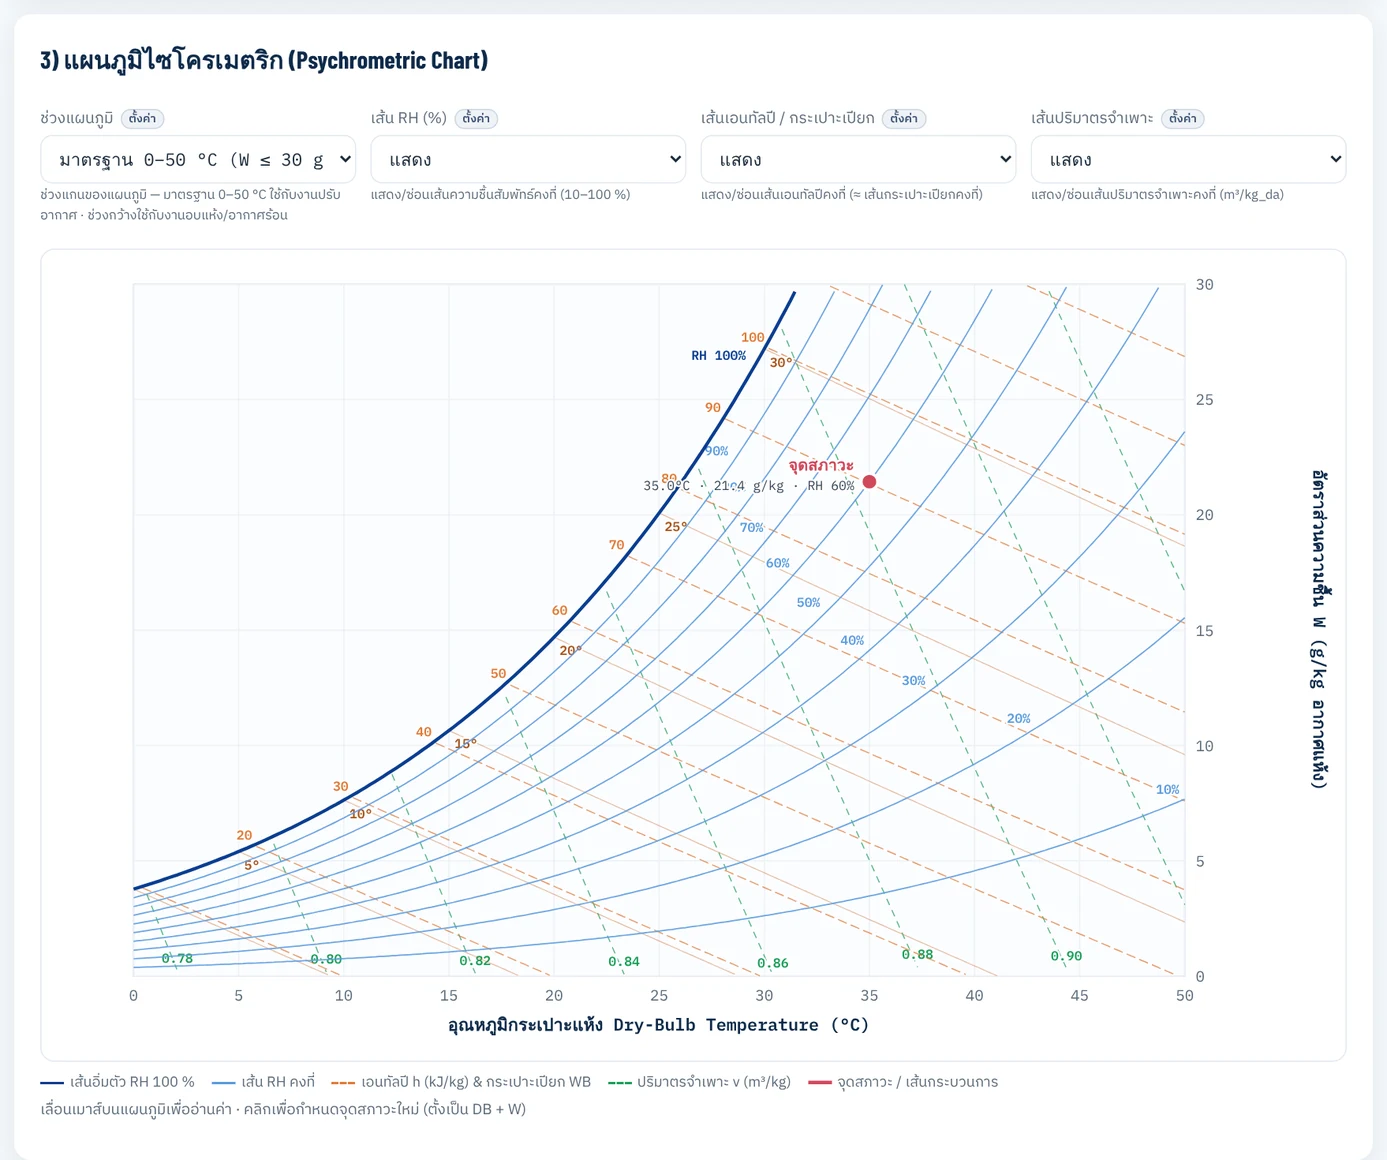 3) แผนภูมิไซโครเมตริก (Psychrometric Chart)
ช่วงแผนภูมิ ตั้งค่า
เส้น RH (%) ตั้งค่า
เส้นเอนทัลปี / กระเปาะเปียก ตั้งค่า
เส้นปริมาตรจำเพาะ ตั้งค่า
มาตรฐาน 0–50 °C (W ≤ 30 g
แสดง
แสดง
แสดง
ช่วงแกนของแผนภูมิ — มาตรฐาน 0–50 °C ใช้กับงานปรับ
อากาศ · ช่วงกว้างใช้กับงานอบแห้ง/อากาศร้อน
แสดง/ซ่อนเส้นความชื้นสัมพัทธ์คงที่ (10–100 %)
แสดง/ซ่อนเส้นเอนทัลปีคงที่ (≈ เส้นกระเปาะเปียกคงที่)
แสดง/ซ่อนเส้นปริมาตรจำเพาะคงที่ (m³/kg_da)
30
100
RH 100%
30°
25
90
90%
จุดสภาวะ
80
35.0°C · 21.4 g/kg · RH 60%
20
25°
70%
70
60%
50%
60
15
40%
20°
50
30%
20%
40
15°
10
30
10%
10°
20
5°
5
0.78
0.80
0.82
0.84
0.86
0.88
0.90
0
0
5
10
15
20
25
30
35
40
45
50
อุณหภูมิกระเปาะแห้ง Dry-Bulb Temperature (°C)
อัตราส่วนความชื้น W (g/kg อากาศแห้ง)
เส้นอิ่มตัว RH 100 %
เส้น RH คงที่
เอนทัลปี h (kJ/kg) & กระเปาะเปียก WB
ปริมาตรจำเพาะ v (m³/kg)
จุดสภาวะ / เส้นกระบวนการ
เลื่อนเมาส์บนแผนภูมิเพื่ออ่านค่า · คลิกเพื่อกำหนดจุดสภาวะใหม่ (ตั้งเป็น DB + W)